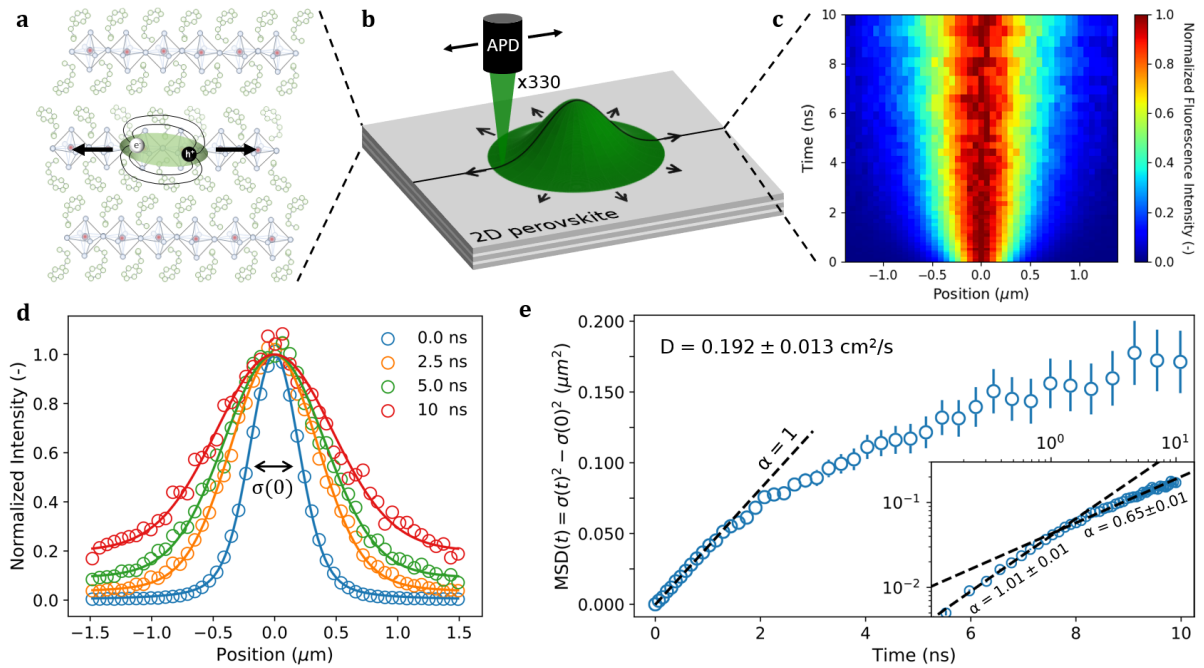 a
e⁻
h⁺
b
APD
x330
2D perovskite
c
10
8
6
4
2
0
Time (ns)
−1.0
−0.5
0.0
0.5
1.0
Position (μm)
1.0
0.8
0.6
0.4
0.2
0.0
Normalized Fluorescence Intensity (-)
d
1.0
0.8
0.6
0.4
0.2
0.0
Normalized Intensity (-)
0.0 ns
2.5 ns
5.0 ns
10 ns
σ(0)
−1.5
−1.0
−0.5
0.0
0.5
1.0
1.5
Position (μm)
e
0.200
0.175
0.150
0.125
0.100
0.075
0.050
0.025
0.000
MSD(t) = σ(t)² − σ(0)² (μm²)
D = 0.192 ± 0.013 cm²/s
α = 1
10⁰
10¹
10⁻¹
10⁻²
α = 0.65±0.01
α = 1.01 ± 0.01
0
2
4
6
8
10
Time (ns)